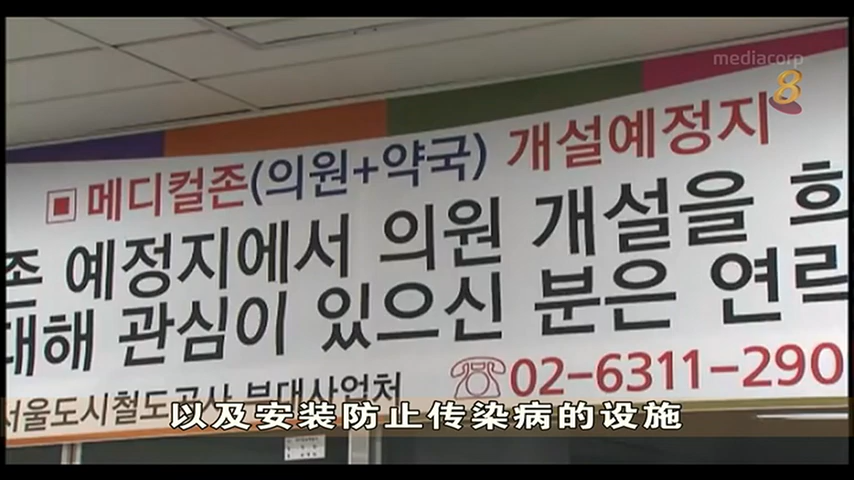 mediacorp
8
메디컬존(의원+약국) 개설예정지
존 예정지에서 의원 개설을 희
대해 관심이 있으신 분은 연락
서울도시철도공사 부대사업처 ☏02-6311-290
以及安装防止传染病的设施